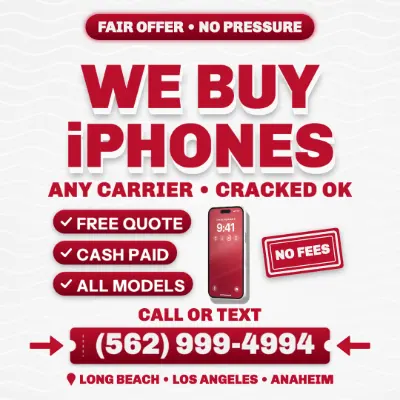 FAIR OFFER • NO PRESSURE
WE BUY
iPHONES
ANY CARRIER • CRACKED OK
FREE QUOTE
CASH PAID
ALL MODELS
9:41
NO FEES
CALL OR TEXT
(562) 999-4994
LONG BEACH • LOS ANGELES • ANAHEIM